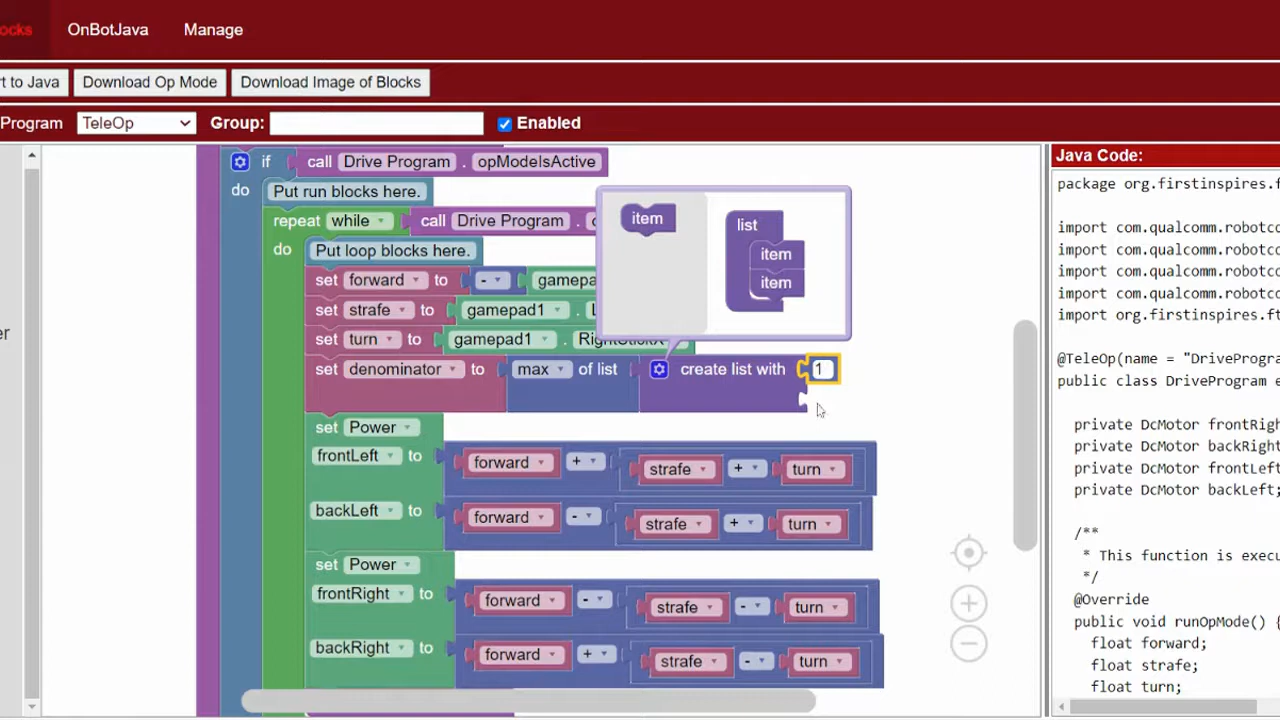 ocks OnBotJava Manage
rt to Java Download Op Mode Download Image of Blocks
Program TeleOp Group: Enabled
if call Drive Program . opModeIsActive
do Put run blocks here.
repeat while call Drive Program .
do Put loop blocks here.
set forward to - gamepa
set strafe to gamepad1 .
set turn to gamepad1 . RightStickX
set denominator to max of list create list with 1
item
list
item
item
set Power
frontLeft to forward + strafe + turn
backLeft to forward - strafe + turn
set Power
frontRight to forward - strafe - turn
backRight to forward + strafe - turn
er
Java Code:
package org.firstinspires.f
import com.qualcomm.robotco
import com.qualcomm.robotco
import com.qualcomm.robotco
import com.qualcomm.robotco
import org.firstinspires.ft
@TeleOp(name = "DriveProgra
public class DriveProgram e
private DcMotor frontRigh
private DcMotor backRight
private DcMotor frontLeft
private DcMotor backLeft;
/**
* This function is execu
*/
@Override
public void runOpMode() {
float forward;
float strafe;
float turn;